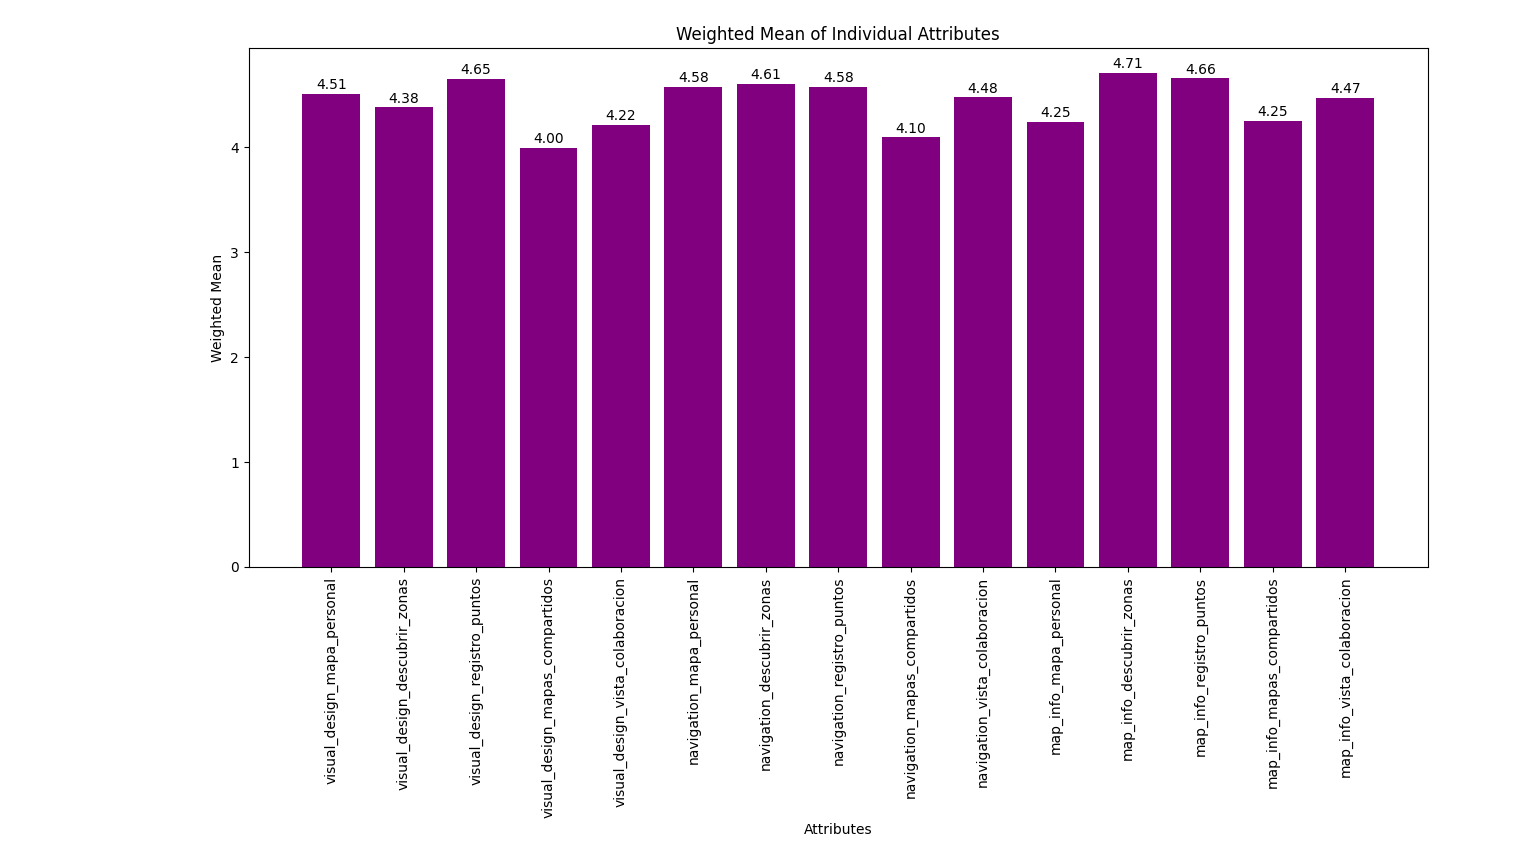 Weighted Mean of Individual Attributes
4.51
4.38
4.65
4.00
4.22
4.58
4.61
4.58
4.10
4.48
4.25
4.71
4.66
4.25
4.47
Weighted Mean
4
3
2
1
0
visual_design_mapa_personal
visual_design_descubrir_zonas
visual_design_registro_puntos
visual_design_mapas_compartidos
visual_design_vista_colaboracion
navigation_mapa_personal
navigation_descubrir_zonas
navigation_registro_puntos
navigation_mapas_compartidos
navigation_vista_colaboracion
map_info_mapa_personal
map_info_descubrir_zonas
map_info_registro_puntos
map_info_mapas_compartidos
map_info_vista_colaboracion
Attributes